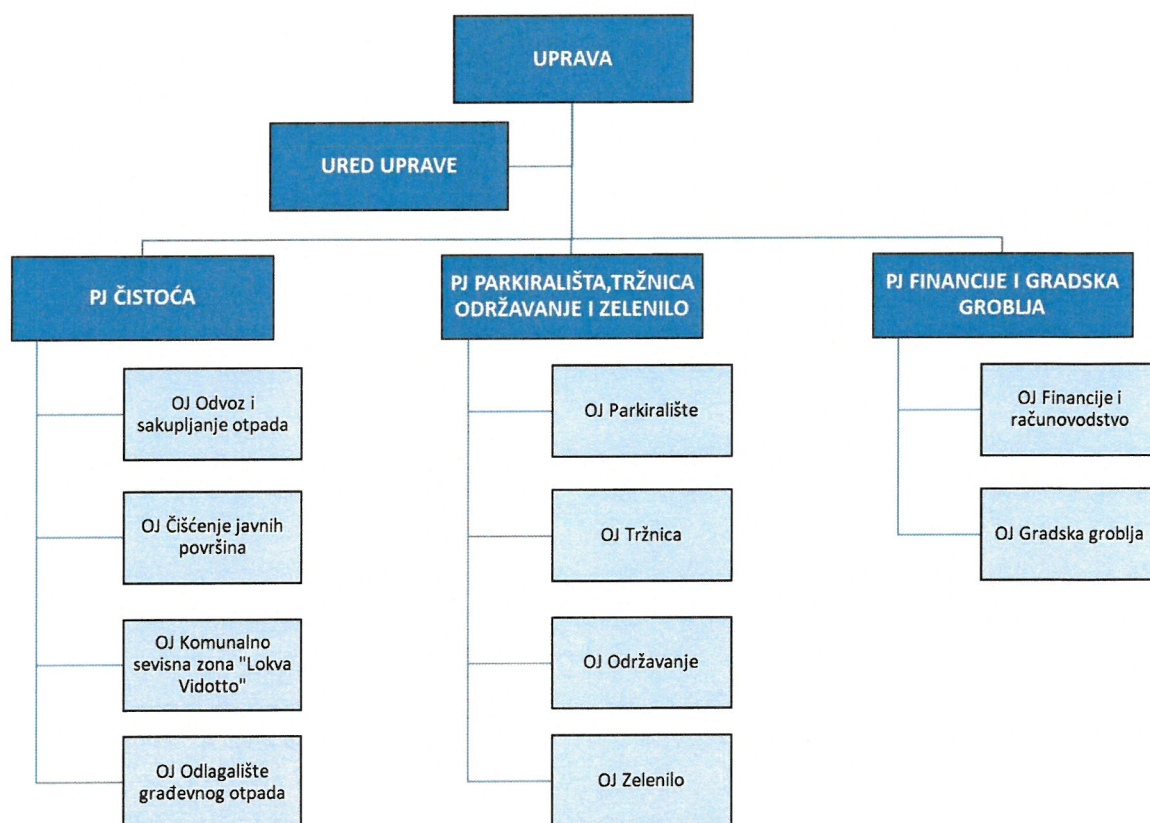 UPRAVA
URED UPRAVE
PJ ČISTOĆA
PJ PARKIRALIŠTA,TRŽNICA
ODRŽAVANJE I ZELENILO
PJ FINANCIJE I GRADSKA
GROBLJA
OJ Odvoz i
sakupljanje otpada
OJ Čišćenje javnih
površina
OJ Komunalno
sevisna zona "Lokva
Vidotto"
OJ Odlagalište
građevnog otpada
OJ Parkiralište
OJ Tržnica
OJ Održavanje
OJ Zelenilo
OJ Financije i
računovodstvo
OJ Gradska groblja